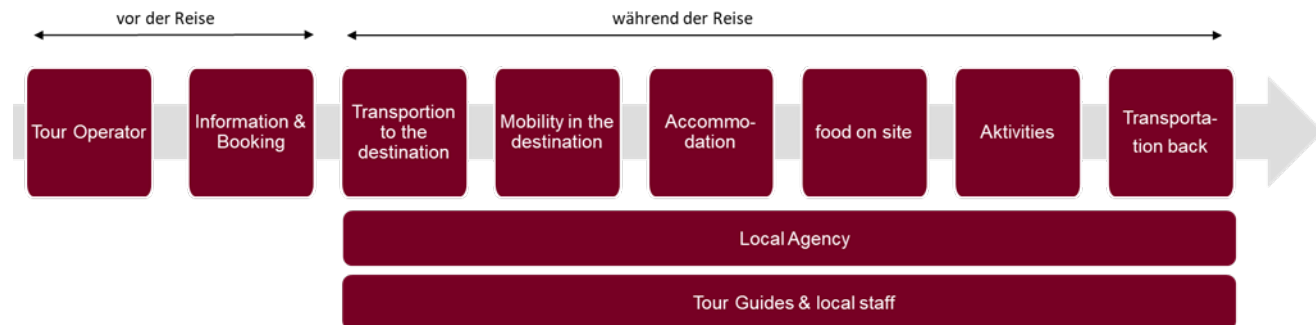 vor der Reise
während der Reise
Tour Operator
Information &
Booking
Transportion
to the
destination
Mobility in the
destination
Accommo-
dation
food on site
Aktivities
Transporta-
tion back
Local Agency
Tour Guides & local staff